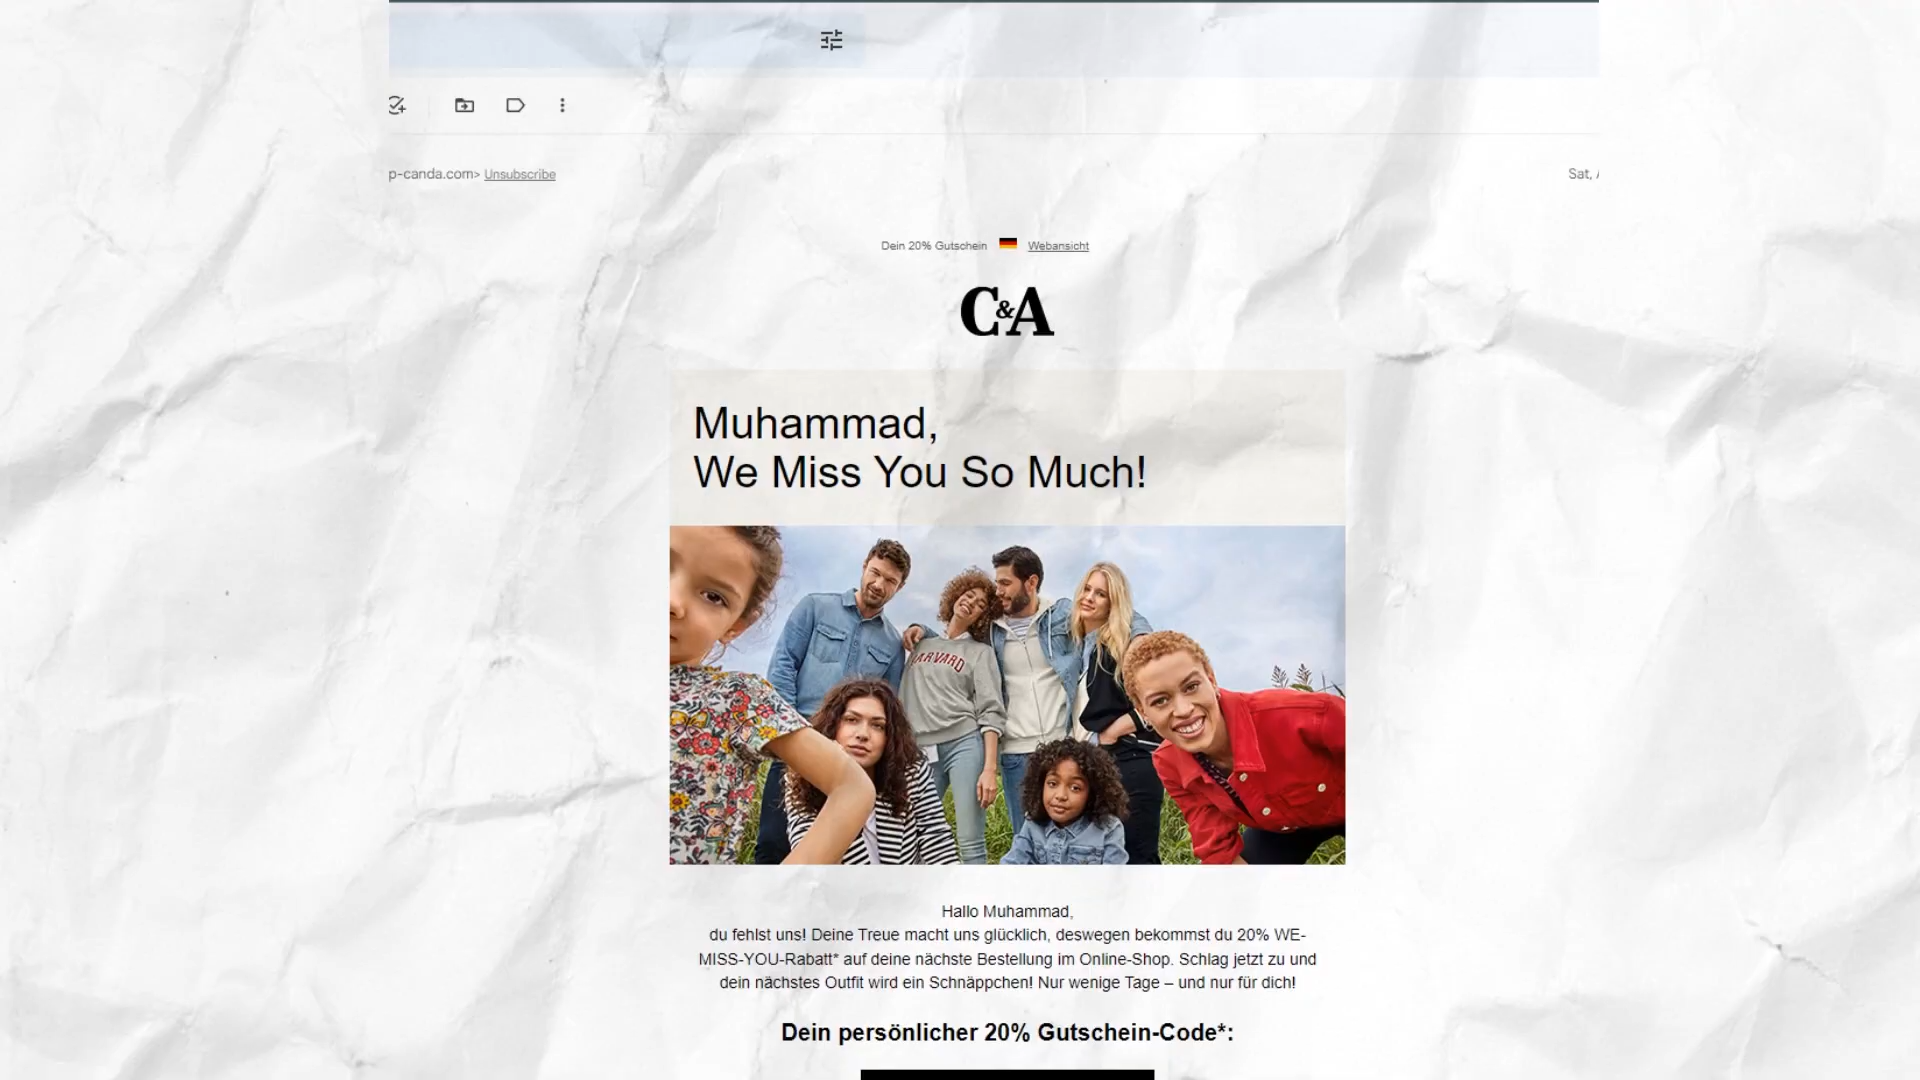 p-canda.com> Unsubscribe
Sat,
Dein 20% Gutschein Webansicht
C&A
Muhammad,
We Miss You So Much!
HARVARD
Hallo Muhammad,
du fehlst uns! Deine Treue macht uns glücklich, deswegen bekommst du 20% WE-
MISS-YOU-Rabatt* auf deine nächste Bestellung im Online-Shop. Schlag jetzt zu und
dein nächstes Outfit wird ein Schnäppchen! Nur wenige Tage – und nur für dich!
Dein persönlicher 20% Gutschein-Code*: